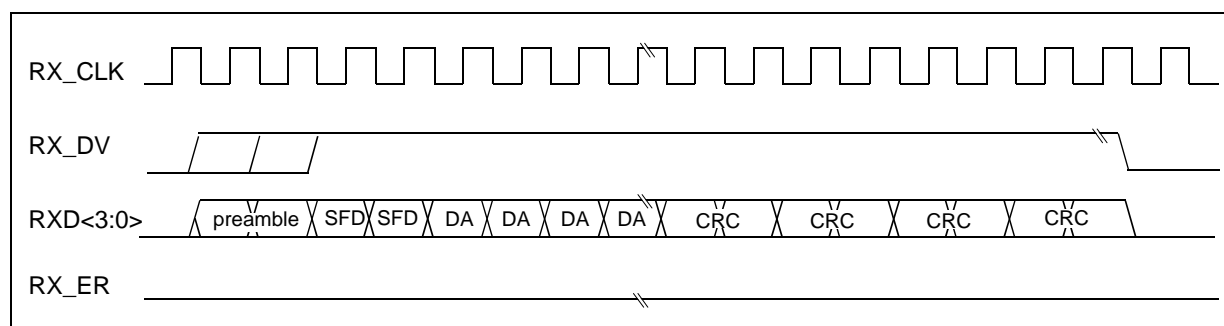 RX_CLK
RX_DV
RXD<3:0> preamble SFD SFD DA DA DA DA CRC CRC CRC CRC
RX_ER